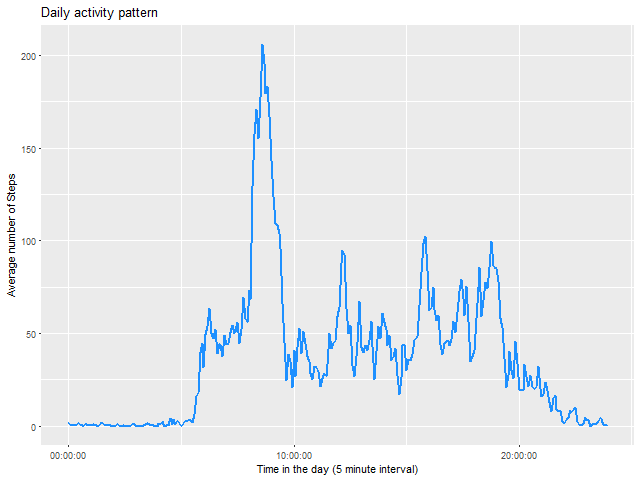 Daily activity pattern
200
150
100
50
0
Average number of Steps
00:00:00 10:00:00 20:00:00
Time in the day (5 minute interval)